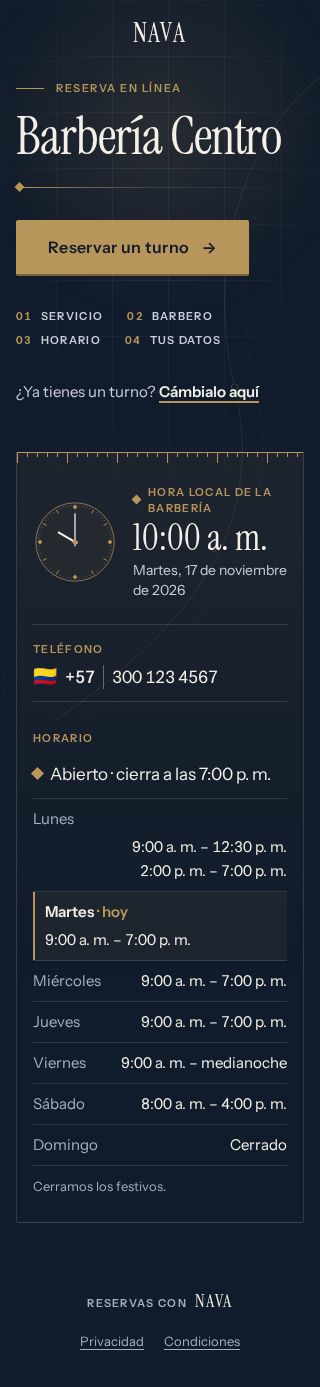 NAVA
RESERVA EN LÍNEA
Barbería Centro
Reservar un turno →
01 SERVICIO 02 BARBERO
03 HORARIO 04 TUS DATOS
¿Ya tienes un turno? Cámbialo aquí
HORA LOCAL DE LA
BARBERÍA
10:00 a. m.
Martes, 17 de noviembre
de 2026
TELÉFONO
+57 300 123 4567
HORARIO
Abierto · cierra a las 7:00 p. m.
Lunes
9:00 a. m. – 12:30 p. m.
2:00 p. m. – 7:00 p. m.
Martes · hoy
9:00 a. m. – 7:00 p. m.
Miércoles 9:00 a. m. – 7:00 p. m.
Jueves 9:00 a. m. – 7:00 p. m.
Viernes 9:00 a. m. – medianoche
Sábado 8:00 a. m. – 4:00 p. m.
Domingo Cerrado
Cerramos los festivos.
RESERVAS CON NAVA
Privacidad Condiciones